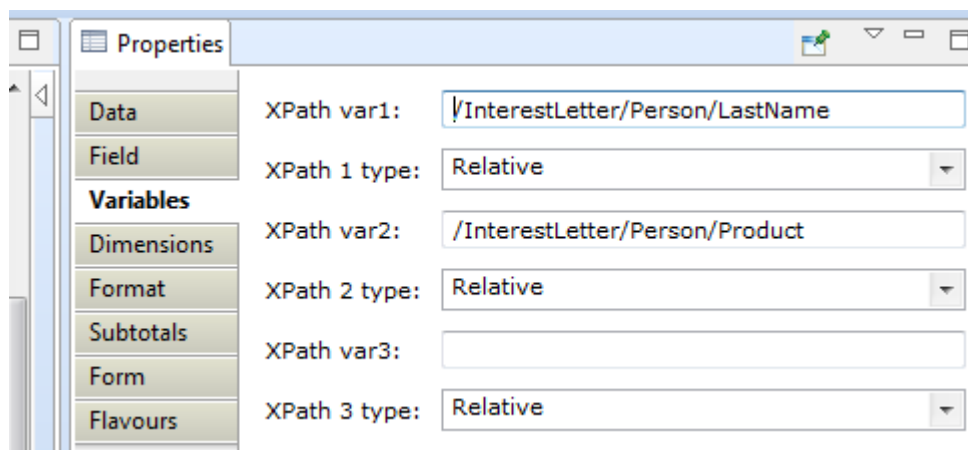 Properties
Data
Field
Variables
Dimensions
Format
Subtotals
Form
Flavours
XPath var1: /InterestLetter/Person/LastName
XPath 1 type: Relative
XPath var2: /InterestLetter/Person/Product
XPath 2 type: Relative
XPath var3:
XPath 3 type: Relative